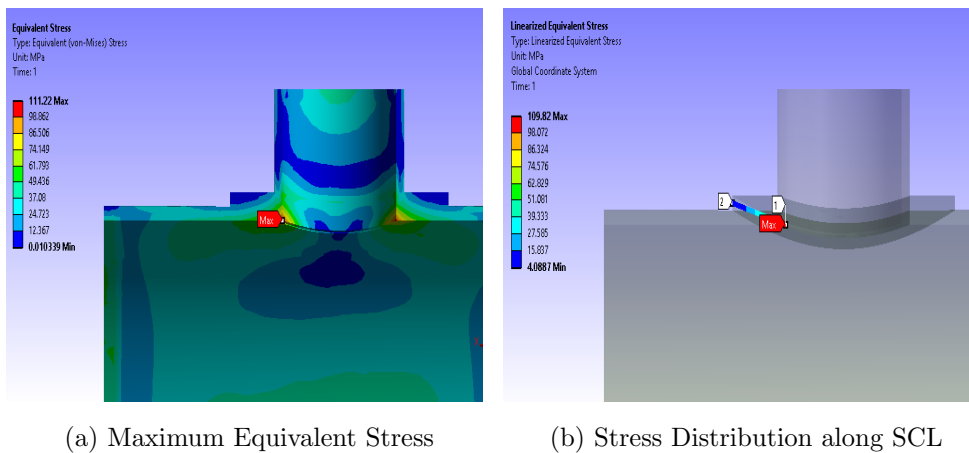 Equivalent Stress
Type: Equivalent (von-Mises) Stress
Unit: MPa
Time: 1
111.22 Max
98.862
86.506
74.149
61.793
49.436
37.08
24.723
12.367
0.010339 Min
Max
Linearized Equivalent Stress
Type: Linearized Equivalent Stress
Unit: MPa
Global Coordinate System
Time: 1
109.82 Max
98.072
86.324
74.576
62.829
51.081
39.333
27.585
15.837
4.0887 Min
2
1
Max
(a) Maximum Equivalent Stress
(b) Stress Distribution along SCL